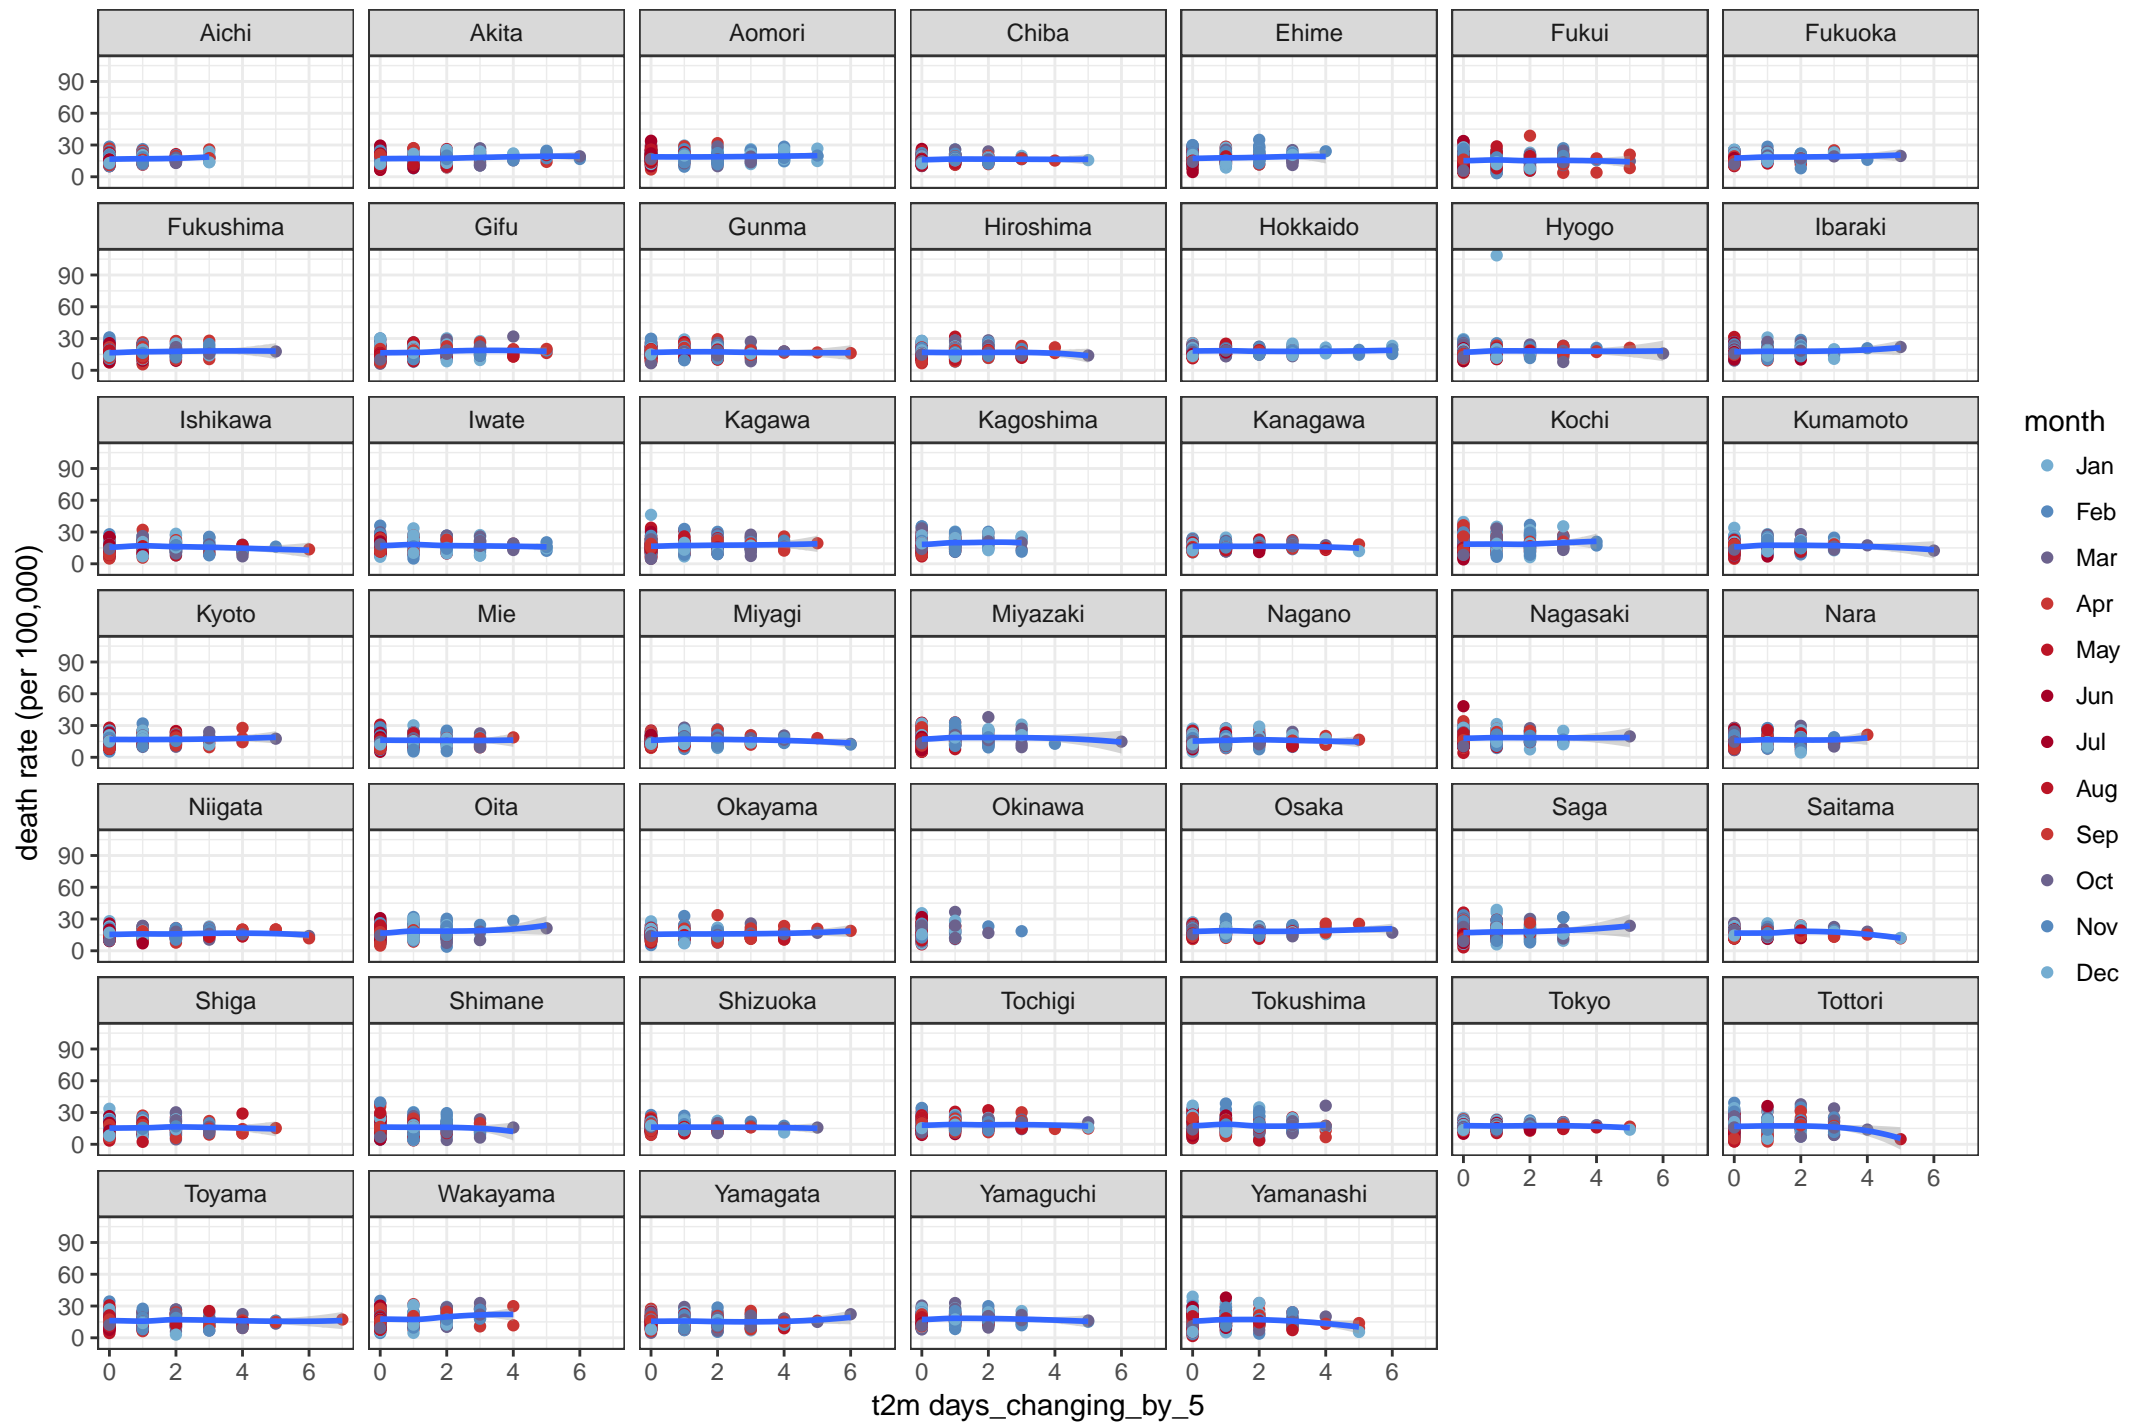 Aichi Akita Aomori Chiba Ehime Fukui Fukuoka
90
60
30
0
Fukushima Gifu Gunma Hiroshima Hokkaido Hyogo Ibaraki
90
60
30
0
Ishikawa Iwate Kagawa Kagoshima Kanagawa Kochi Kumamoto
90
60
30
0
Kyoto Mie Miyagi Miyazaki Nagano Nagasaki Nara
90
60
30
0
Niigata Oita Okayama Okinawa Osaka Saga Saitama
90
60
30
0
Shiga Shimane Shizuoka Tochigi Tokushima Tokyo Tottori
90
60
30
0
0 2 4 6 0 2 4 6
Toyama Wakayama Yamagata Yamaguchi Yamanashi
90
60
30
0
0 2 4 6 0 2 4 6 0 2 4 6 0 2 4 6 0 2 4 6
t2m days_changing_by_5
death rate (per 100,000)
month
Jan
Feb
Mar
Apr
May
Jun
Jul
Aug
Sep
Oct
Nov
Dec